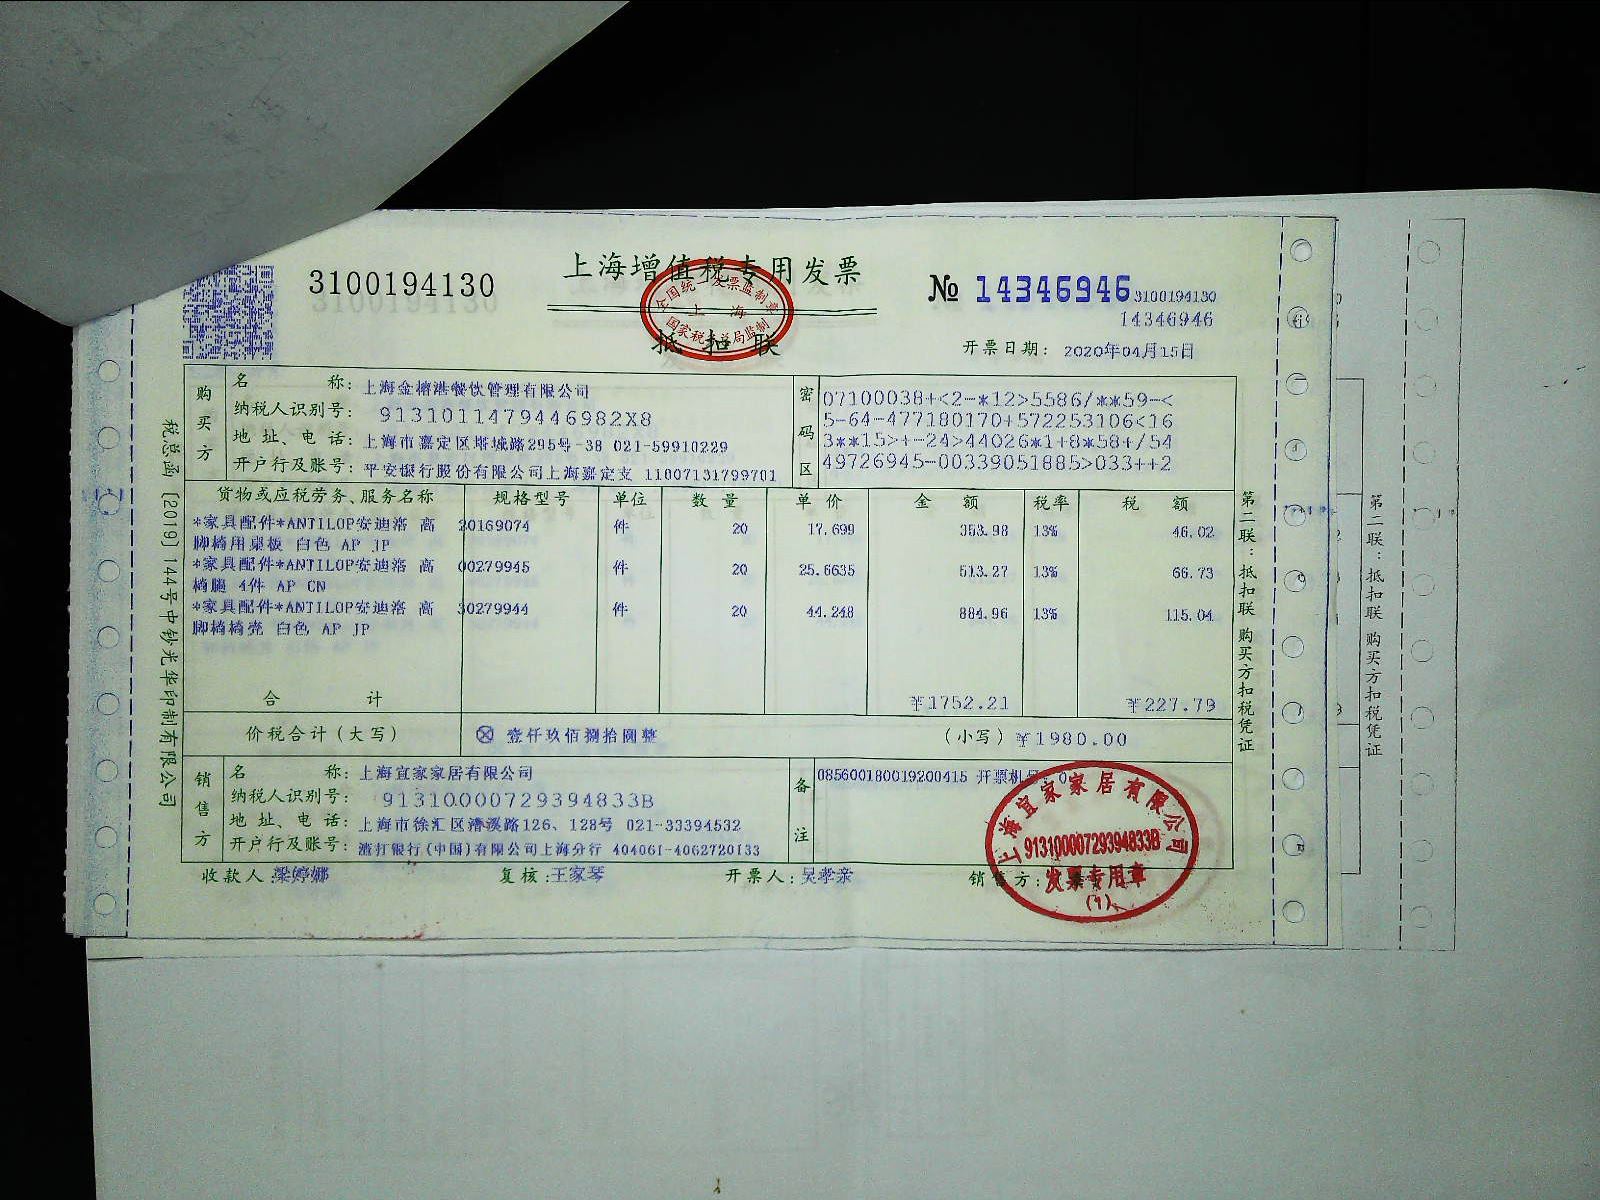 3100194130
上海增值税专用发票
全国统一发票监制章
上海
国家税务总局监制
抵扣联
№ 14346946
3100194130
14346946
开票日期: 2020年04月15日
税总函〔2019〕144号中钞光华印制有限公司
购买方
名称: 上海金榕港餐饮管理有限公司
纳税人识别号: 9131011479446982X8
地址、电话: 上海市嘉定区塔城路295号-38 021-59910229
开户行及账号: 平安银行股份有限公司上海嘉定支 11007131799701
密码区
07100038+<2-*12>5586/**59-<
5-64-477180170+572253106<16
3**15>+-24>44026*1+8*58+/54
49726945-00339051885>033++2
货物或应税劳务、服务名称 规格型号 单位 数量 单价 金额 税率 税额
*家具配件*ANTILOP安迪洛 高 20169074 件 20 17.699 353.98 13% 46.02
脚椅用桌板 白色 AP JP
*家具配件*ANTILOP安迪洛 高 00279945 件 20 25.6635 513.27 13% 66.73
椅腿 4件 AP CN
*家具配件*ANTILOP安迪洛 高 30279944 件 20 44.248 884.96 13% 115.04
脚椅椅壳 白色 AP JP
合计 ¥1752.21 ¥227.79
价税合计(大写) ⊗ 壹仟玖佰捌拾圆整 (小写) ¥1980.00
销售方
名称: 上海宜家家居有限公司
纳税人识别号: 91310000729394833B
地址、电话: 上海市徐汇区漕溪路126、128号 021-33394532
开户行及账号: 渣打银行(中国)有限公司上海分行 404061-4062720133
备注
085600180019200415 开票机号:0
上海宜家家居有限公司
91310000729394833B
发票专用章
(1)
收款人:梁婷娜 复核:王家琴 开票人:吴孝亲 销售方:
第二联:抵扣联 购买方扣税凭证
第二联:抵扣联 购买方扣税凭证